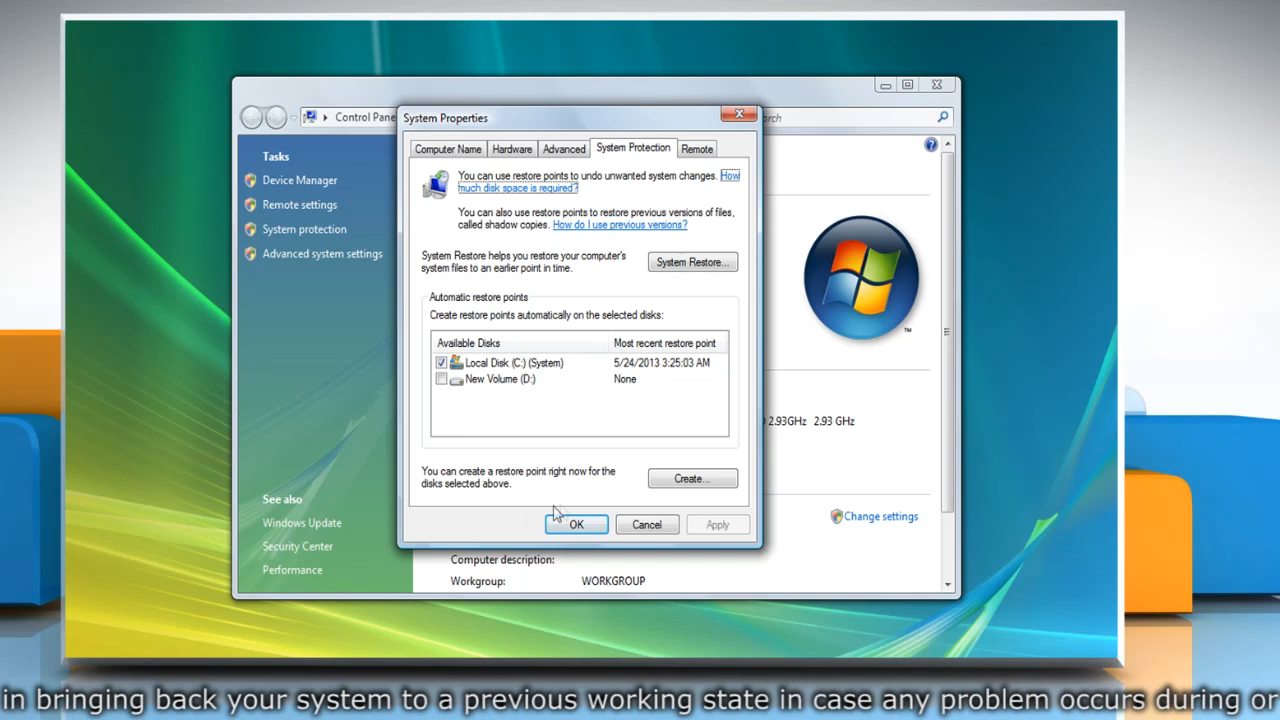 Control Pane
arch
System Properties
Computer Name
Hardware
Advanced
System Protection
Remote
Tasks
Device Manager
Remote settings
System protection
Advanced system settings
You can use restore points to undo unwanted system changes. How
much disk space is required?
You can also use restore points to restore previous versions of files,
called shadow copies. How do I use previous versions?
System Restore helps you restore your computer's
system files to an earlier point in time.
System Restore...
Automatic restore points
Create restore points automatically on the selected disks:
Available Disks
Most recent restore point
Local Disk (C:) (System)
5/24/2013 3:25:03 AM
New Volume (D:)
None
You can create a restore point right now for the
disks selected above.
Create...
OK
Cancel
Apply
TM
2.93GHz 2.93 GHz
Change settings
See also
Windows Update
Security Center
Performance
Computer description:
Workgroup:
WORKGROUP
in bringing back your system to a previous working state in case any problem occurs during or